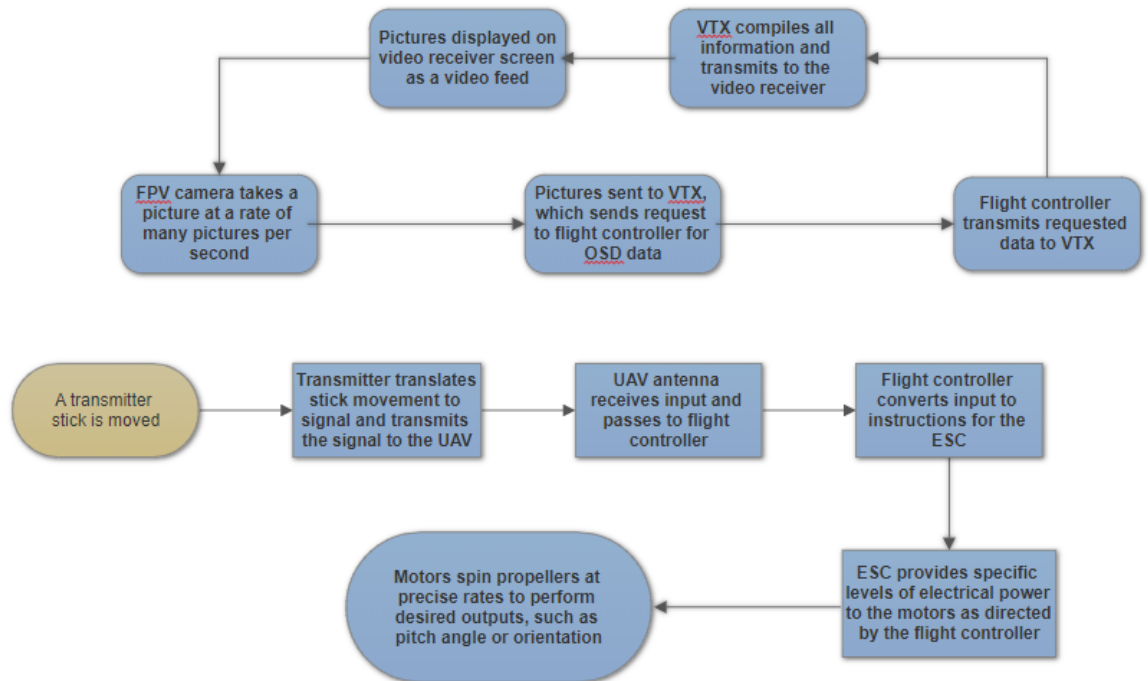 Pictures displayed on
video receiver screen
as a video feed
VTX compiles all
information and
transmits to the
video receiver
FPV camera takes a
picture at a rate of
many pictures per
second
Pictures sent to VTX,
which sends request
to flight controller for
OSD data
Flight controller
transmits requested
data to VTX
A transmitter
stick is moved
Transmitter translates
stick movement to
signal and transmits
the signal to the UAV
UAV antenna
receives input and
passes to flight
controller
Flight controller
converts input to
instructions for the
ESC
ESC provides specific
levels of electrical power
to the motors as directed
by the flight controller
Motors spin propellers at
precise rates to perform
desired outputs, such as
pitch angle or orientation